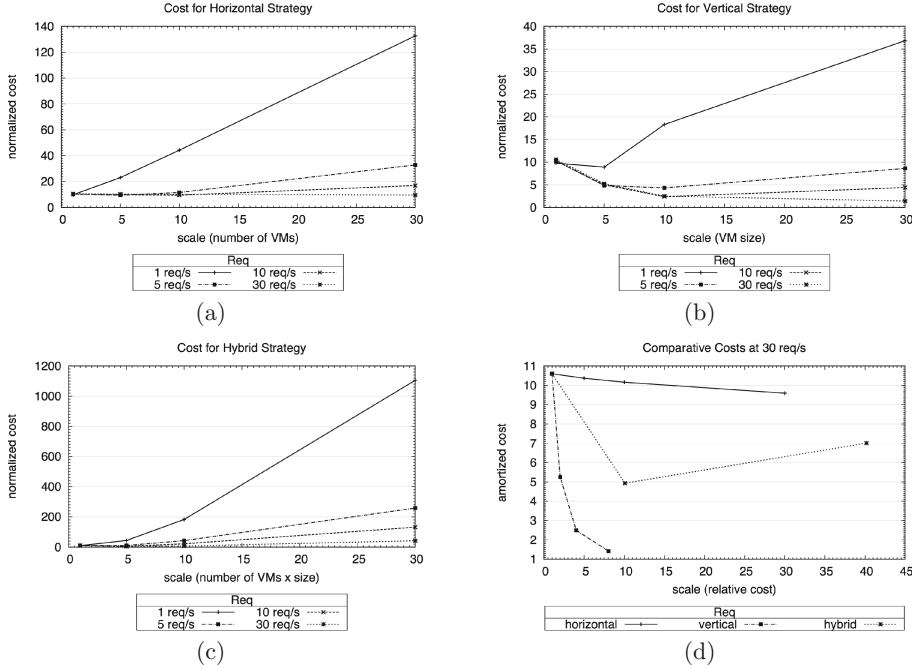 Cost for Horizontal Strategy
normalized cost
140
120
100
80
60
40
20
0
0 5 10 15 20 25 30
scale (number of VMs)
Req
1 req/s 10 req/s
5 req/s 30 req/s
(a)
Cost for Vertical Strategy
normalized cost
40
35
30
25
20
15
10
5
0
0 5 10 15 20 25 30
scale (VM size)
Req
1 req/s 10 req/s
5 req/s 30 req/s
(b)
Cost for Hybrid Strategy
normalized cost
1200
1000
800
600
400
200
0
0 5 10 15 20 25 30
scale (number of VMs x size)
Req
1 req/s 10 req/s
5 req/s 30 req/s
(c)
Comparative Costs at 30 req/s
amortized cost
11
10
9
8
7
6
5
4
3
2
1
0 5 10 15 20 25 30 35 40 45
scale (relative cost)
Req
horizontal vertical hybrid
(d)